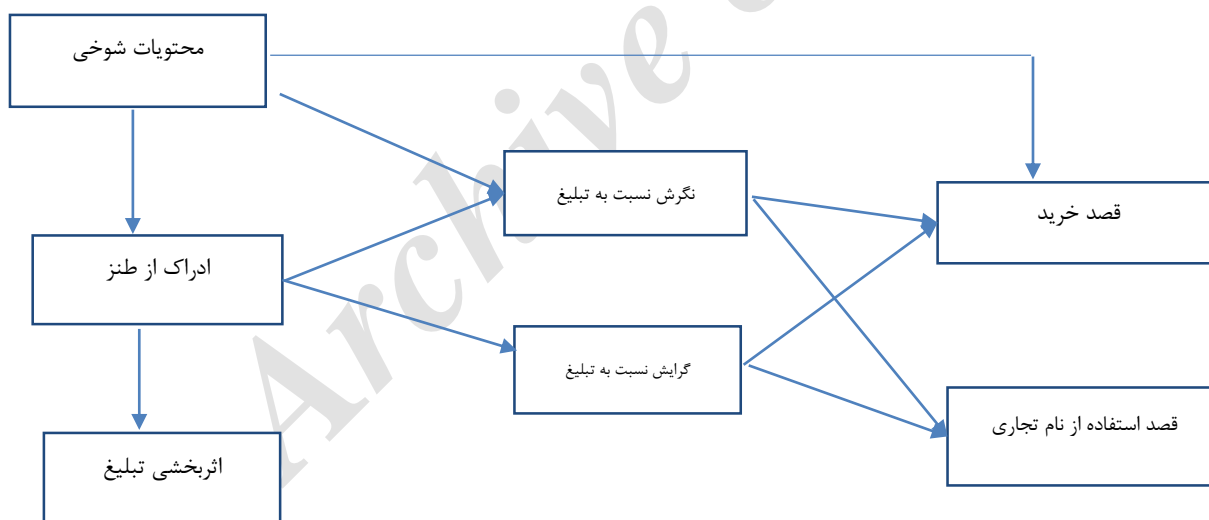 محتویات شوخی
نگرش نسبت به تبلیغ
قصد خرید
ادراک از طنز
گرایش نسبت به تبلیغ
قصد استفاده از نام تجاری
اثربخشی تبلیغ
Archive